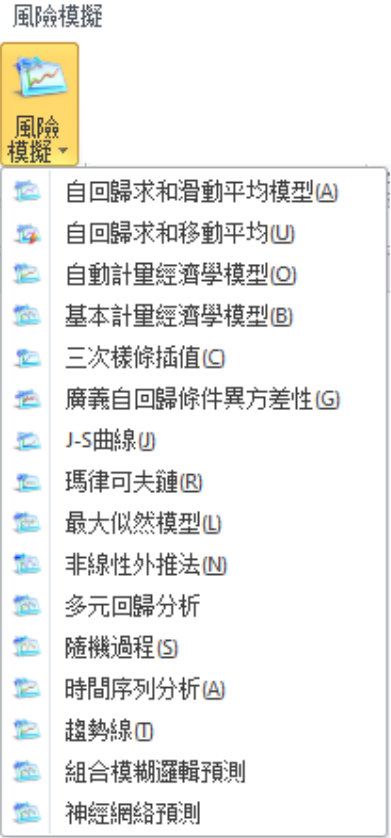 風險模擬
風險
模擬
自回歸求和滑動平均模型(A)
自回歸求和移動平均(U)
自動計量經濟學模型(O)
基本計量經濟學模型(B)
三次樣條插值(C)
廣義自回歸條件異方差性(G)
J-S曲線(J)
瑪律可夫鏈(R)
最大似然模型(L)
非線性外推法(N)
多元回歸分析
隨機過程(S)
時間序列分析(A)
趨勢線(T)
組合模糊邏輯預測
神經網絡預測